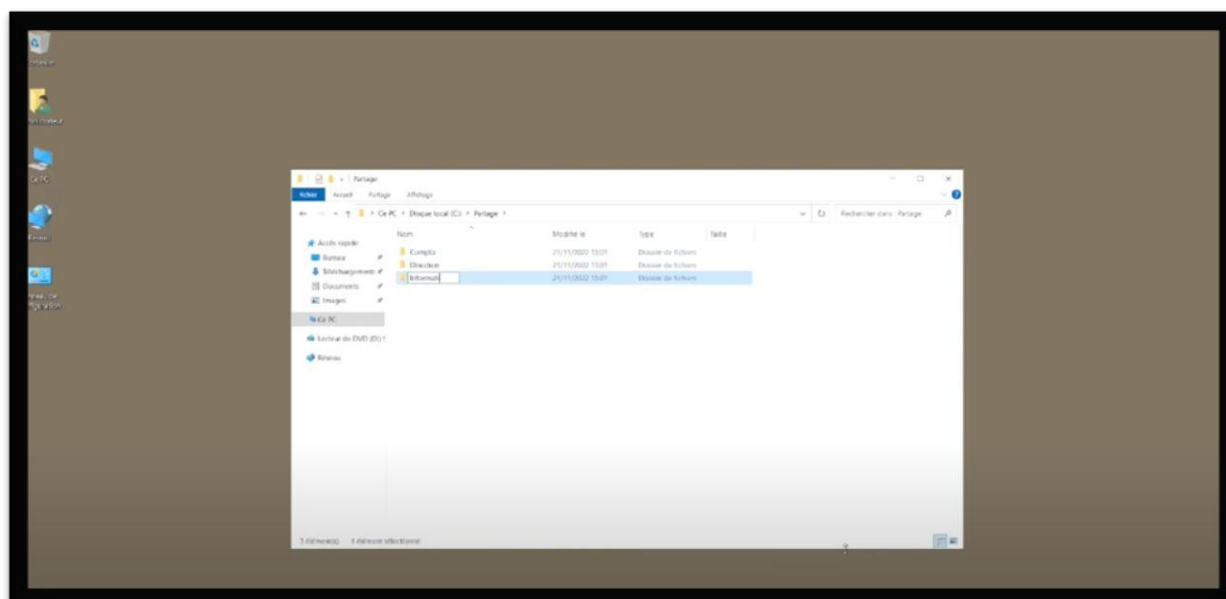 Ce PC
Partage
Fichier Accueil Partage Affichage
Ce PC > Disque local (C:) > Partage >
Rechercher dans : Partage
Nom Modifié le Type Taille
Accès rapide
Bureau
Téléchargements
Documents
Images
Ce PC
Lecteur de DVD (D:)
Réseau
Compta 21/11/2022 15:01 Dossier de fichiers
Direction 21/11/2022 15:01 Dossier de fichiers
Informati 21/11/2022 15:01 Dossier de fichiers
3 élément(s) 1 élément sélectionné